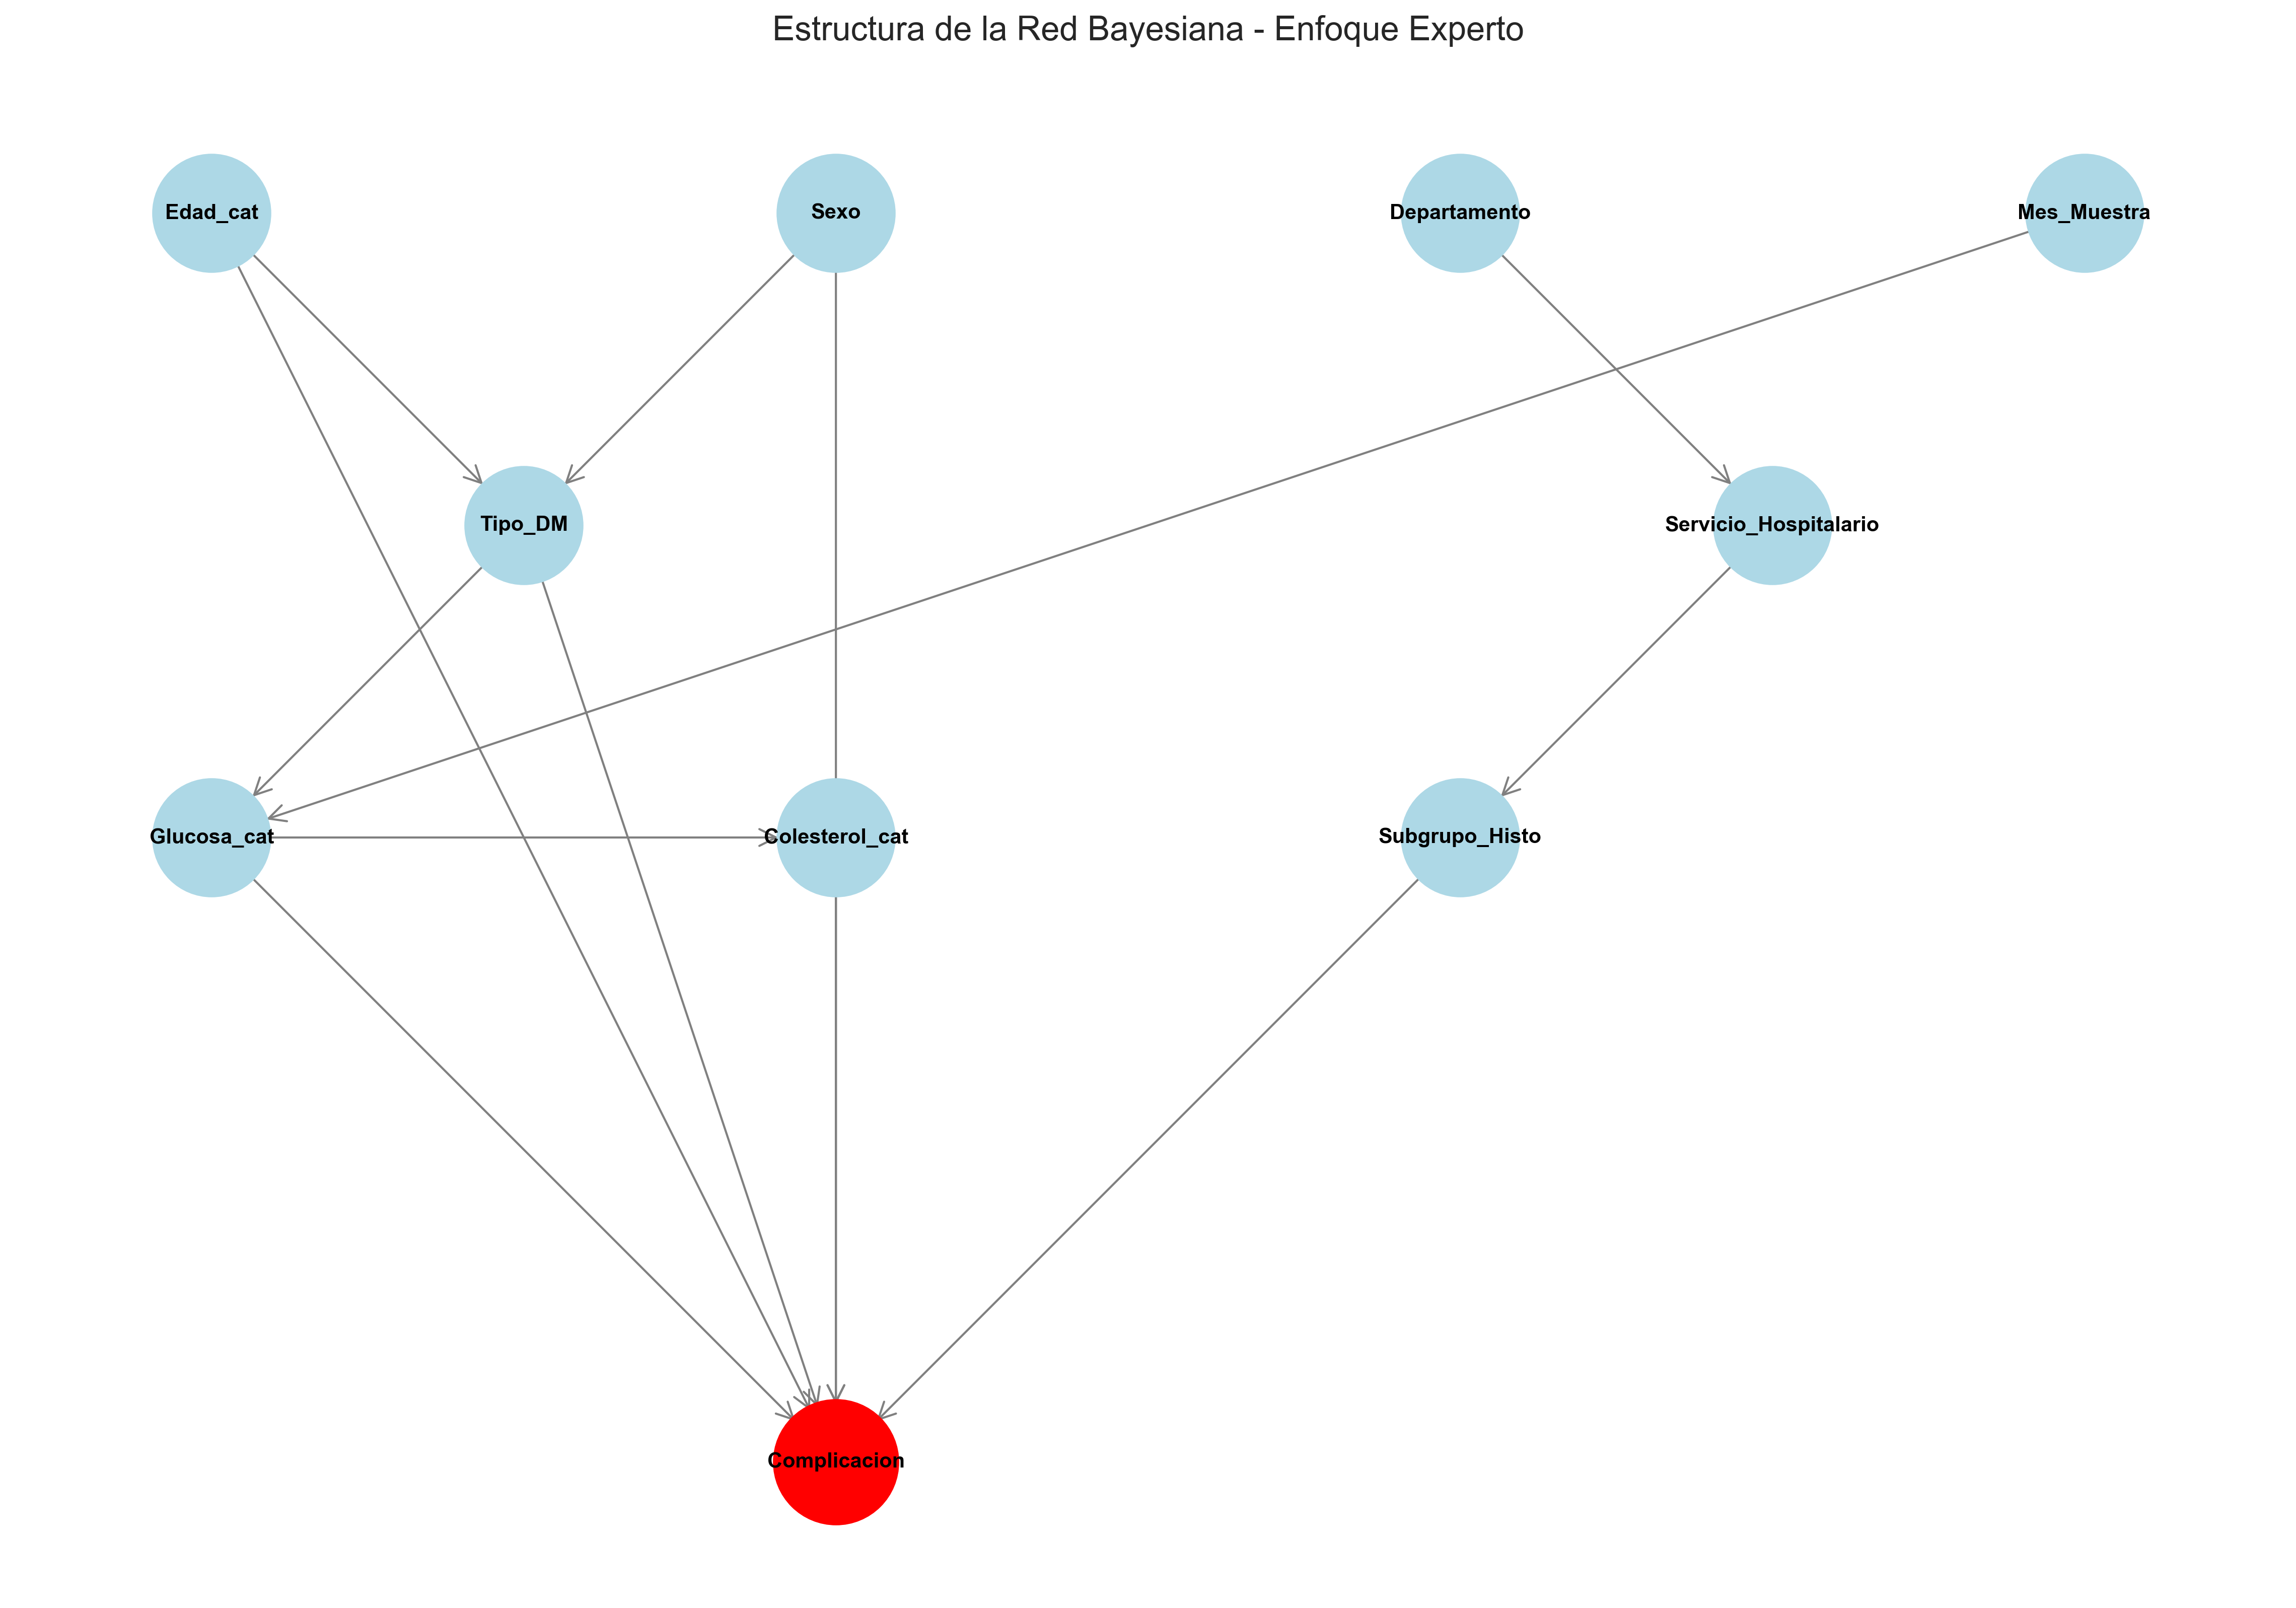 Estructura de la Red Bayesiana - Enfoque Experto
Edad_cat
Sexo
Departamento
Mes_Muestra
Tipo_DM
Servicio_Hospitalario
Glucosa_cat
Colesterol_cat
Subgrupo_Histo
Complicacion